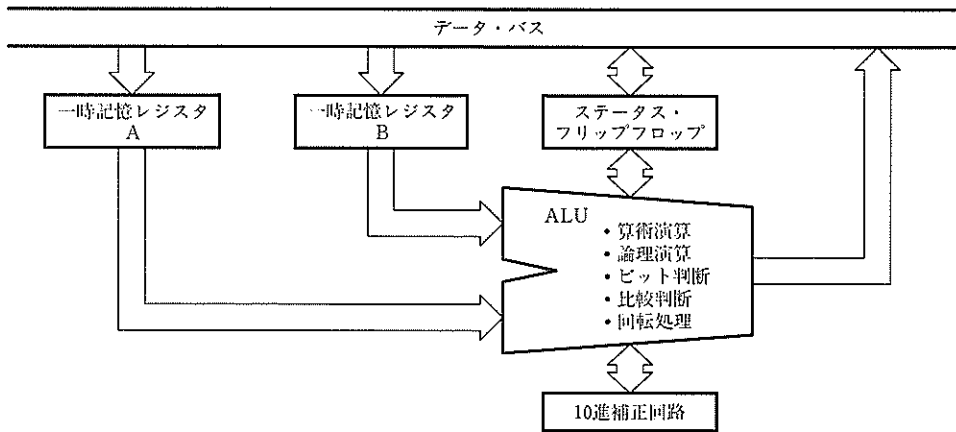 データ・バス
一時記憶レジスタ
A
一時記憶レジスタ
B
ステータス・
フリップフロップ
ALU
・算術演算
・論理演算
・ビット判断
・比較判断
・回転処理
10進補正回路